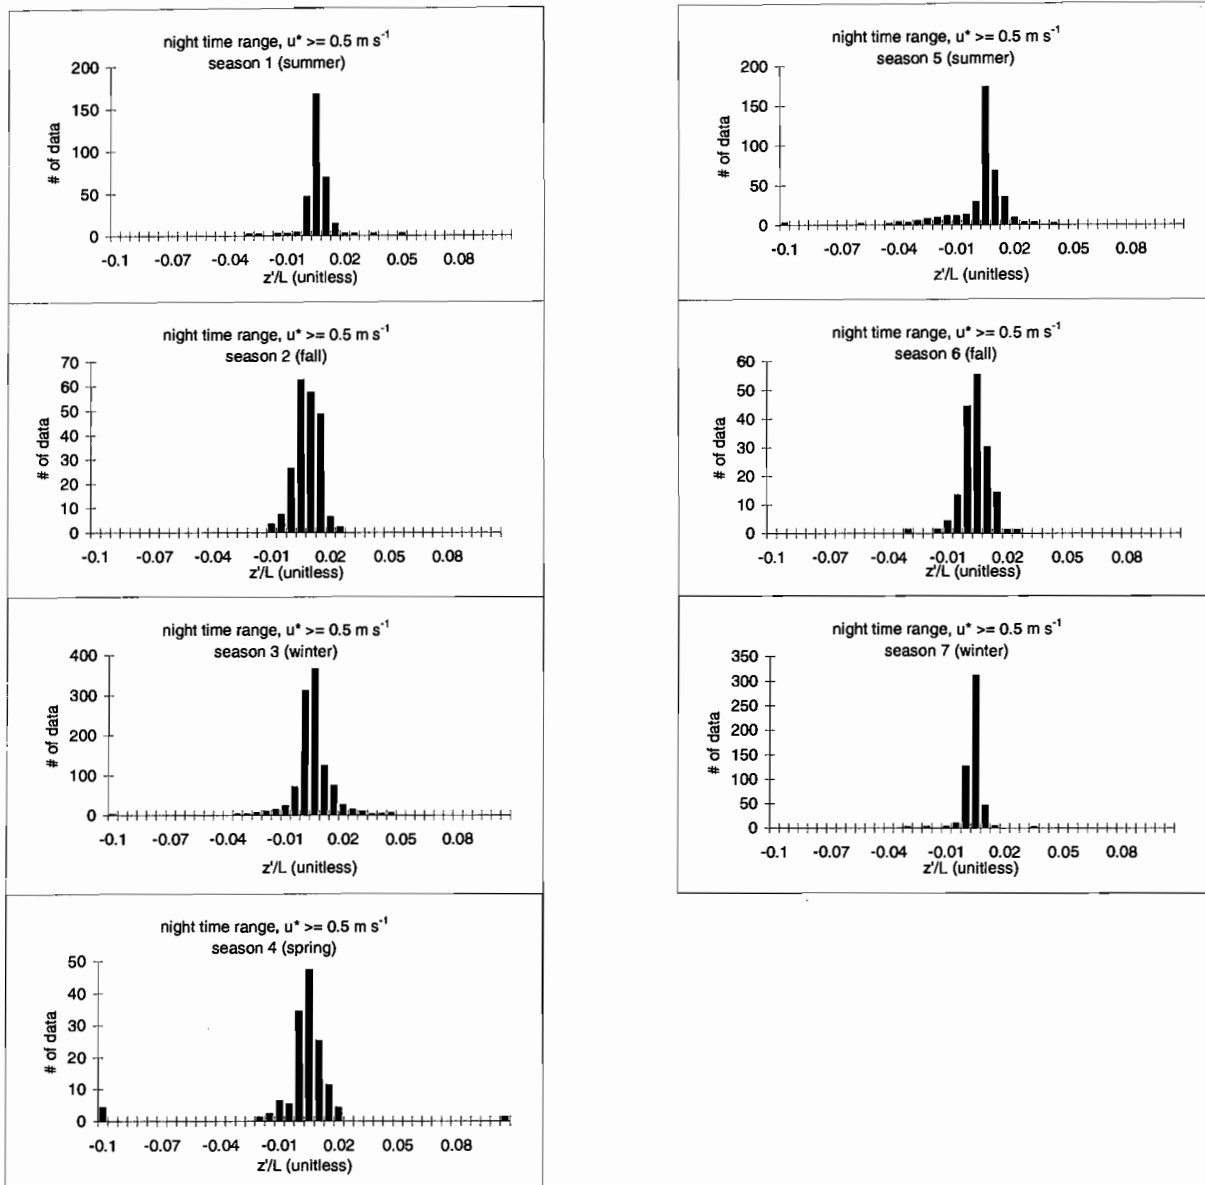 night time range, u* >= 0.5 m s-1
season 1 (summer)
200
150
100
50
0
# of data
-0.1 -0.07 -0.04 -0.01 0.02 0.05 0.08
z'/L (unitless)
night time range, u* >= 0.5 m s-1
season 2 (fall)
70
60
50
40
30
20
10
0
# of data
-0.1 -0.07 -0.04 -0.01 0.02 0.05 0.08
z'/L (unitless)
night time range, u* >= 0.5 m s-1
season 3 (winter)
400
300
200
100
0
# of data
-0.1 -0.07 -0.04 -0.01 0.02 0.05 0.08
z'/L (unitless)
night time range, u* >= 0.5 m s-1
season 4 (spring)
50
40
30
20
10
0
# of data
-0.1 -0.07 -0.04 -0.01 0.02 0.05 0.08
z'/L (unitless)
night time range, u* >= 0.5 m s-1
season 5 (summer)
200
150
100
50
0
# of data
-0.1 -0.07 -0.04 -0.01 0.02 0.05 0.08
z'/L (unitless)
night time range, u* >= 0.5 m s-1
season 6 (fall)
60
50
40
30
20
10
0
# of data
-0.1 -0.07 -0.04 -0.01 0.02 0.05 0.08
z'/L (unitless)
night time range, u* >= 0.5 m s-1
season 7 (winter)
350
300
250
200
150
100
50
0
# of data
-0.1 -0.07 -0.04 -0.01 0.02 0.05 0.08
z'/L (unitless)